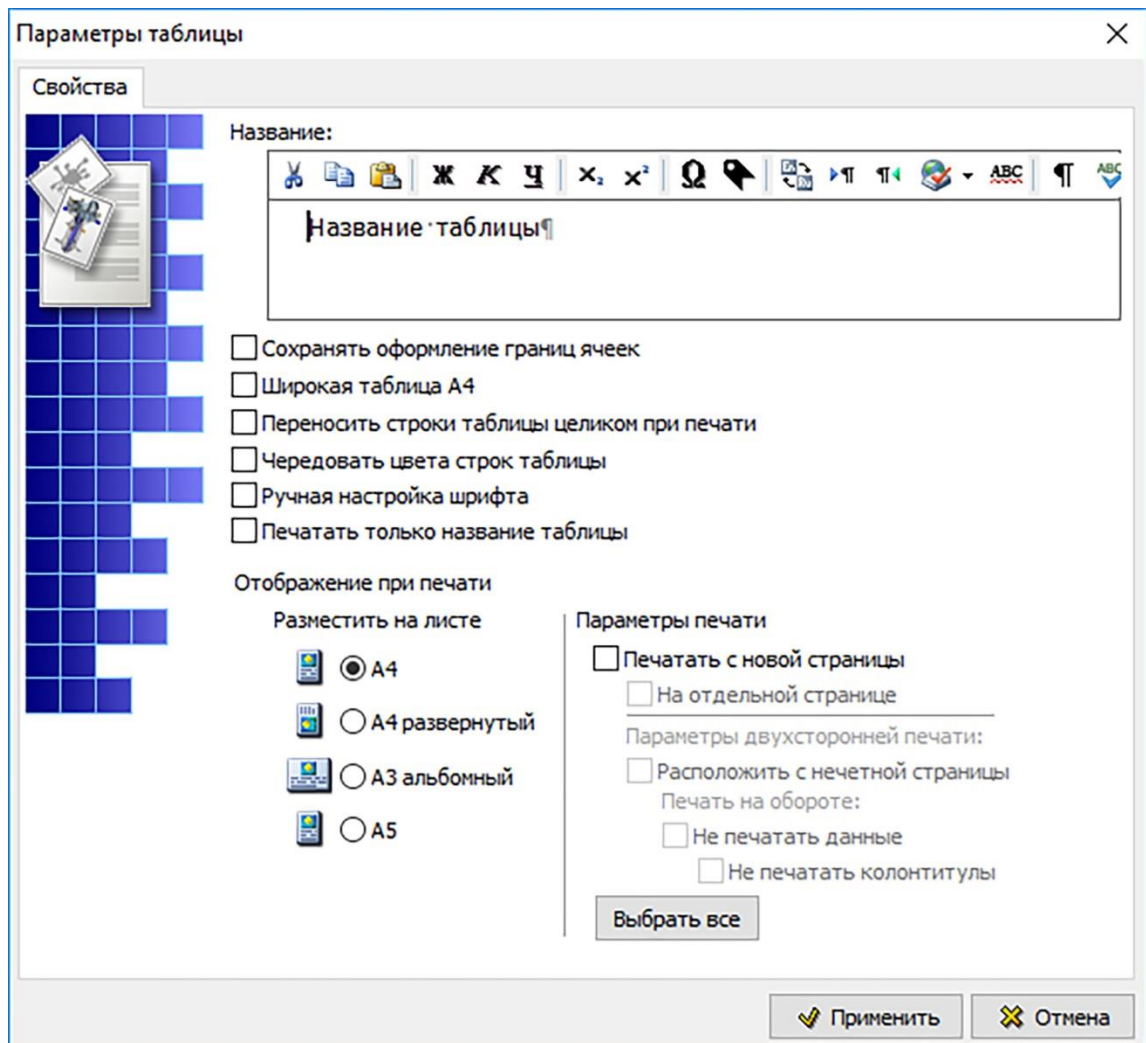 Параметры таблицы
Свойства
Название:
Ж К Ч x₂ x² Ω ABC ¶ ABC
Название·таблицы¶
Сохранять оформление границ ячеек
Широкая таблица А4
Переносить строки таблицы целиком при печати
Чередовать цвета строк таблицы
Ручная настройка шрифта
Печатать только название таблицы
Отображение при печати
Разместить на листе
А4
А4 развернутый
А3 альбомный
А5
Параметры печати
Печатать с новой страницы
На отдельной странице
Параметры двухсторонней печати:
Расположить с нечетной страницы
Печать на обороте:
Не печатать данные
Не печатать колонтитулы
Выбрать все
Применить
Отмена